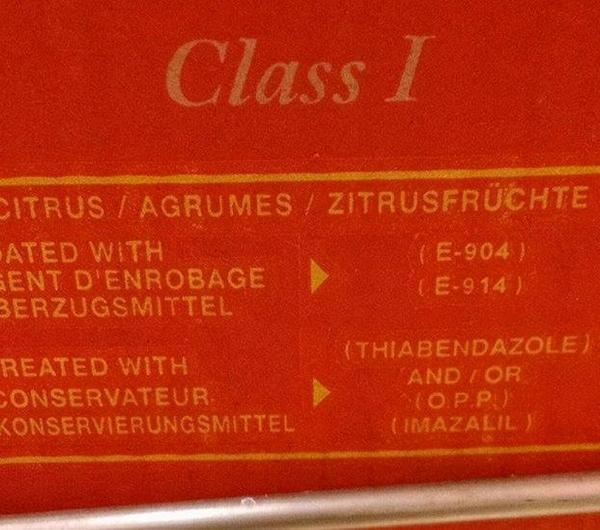 Class I
CITRUS / AGRUMES / ZITRUSFRÜCHTE
OATED WITH
GENT D'ENROBAGE
BERZUGSMITTEL
( E-904 )
( E-914 )
REATED WITH
CONSERVATEUR
KONSERVIERUNGSMITTEL
(THIABENDAZOLE)
AND / OR
(O.P.P.)
(IMAZALIL)